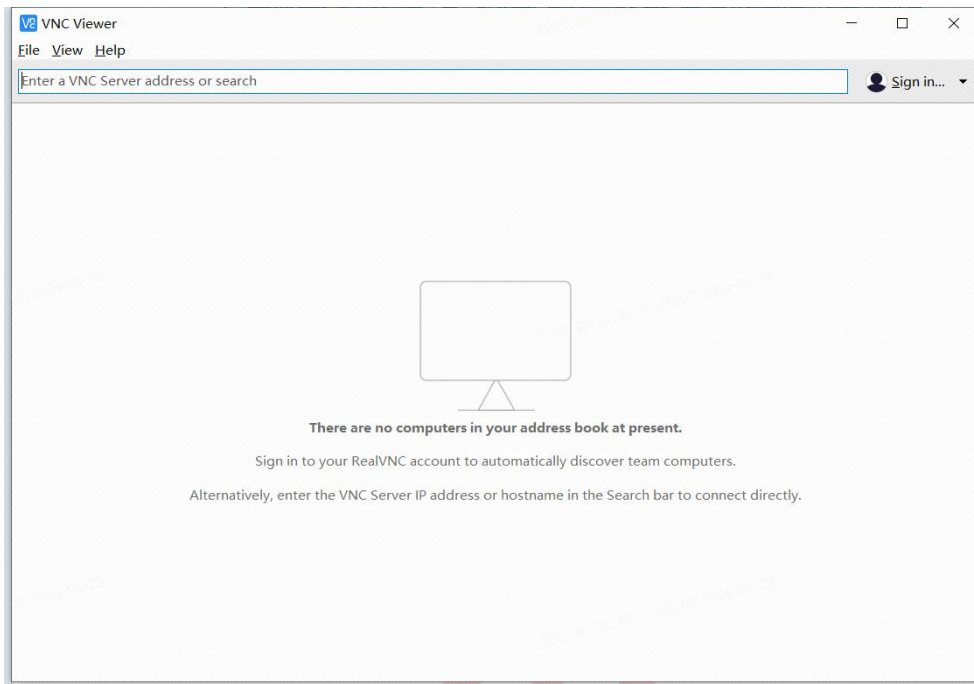 VNC Viewer
File View Help
Enter a VNC Server address or search
Sign in...
There are no computers in your address book at present.
Sign in to your RealVNC account to automatically discover team computers.
Alternatively, enter the VNC Server IP address or hostname in the Search bar to connect directly.